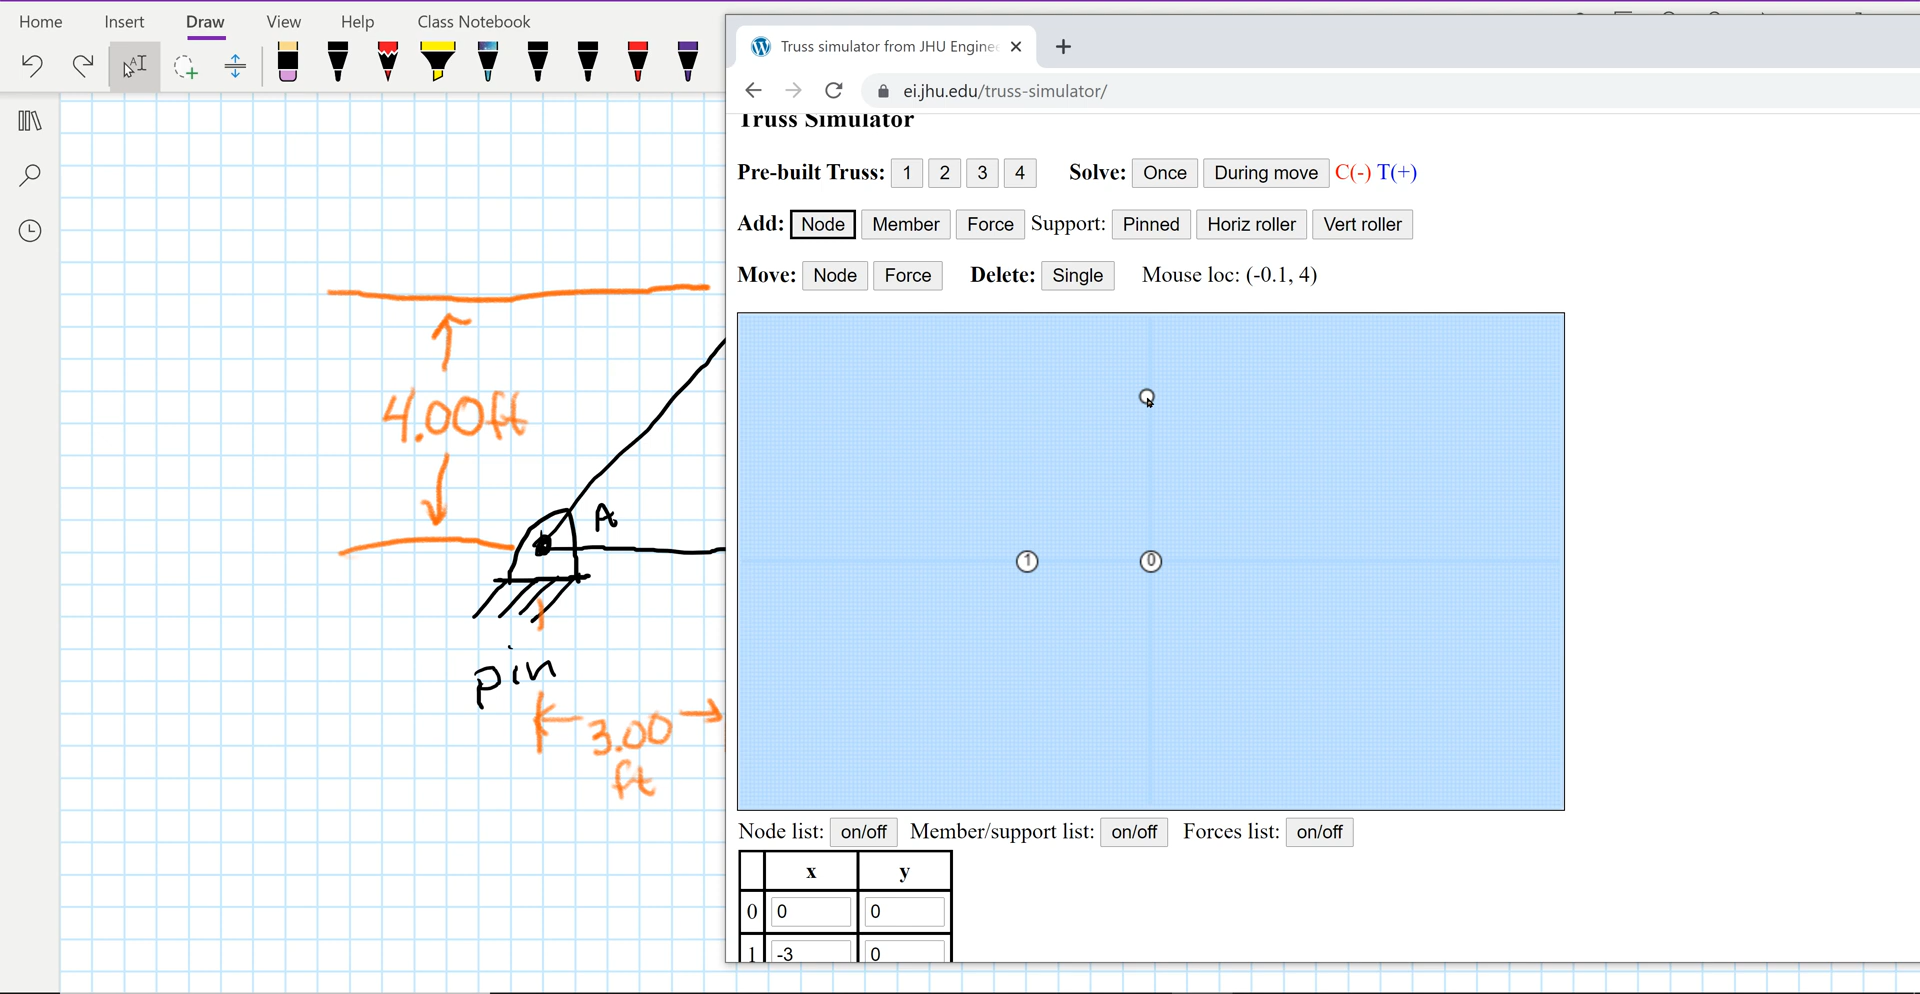 Home Insert Draw View Help Class Notebook
Truss simulator from JHU Enginee
ei.jhu.edu/truss-simulator/
Truss Simulator
Pre-built Truss: 1 2 3 4 Solve: Once During move C(-) T(+)
Add: Node Member Force Support: Pinned Horiz roller Vert roller
Move: Node Force Delete: Single Mouse loc: (-0.1, 4)
4.00ft
A
1 0
pin
3.00
ft
Node list: on/off Member/support list: on/off Forces list: on/off
x y
0 0 0
1 -3 0